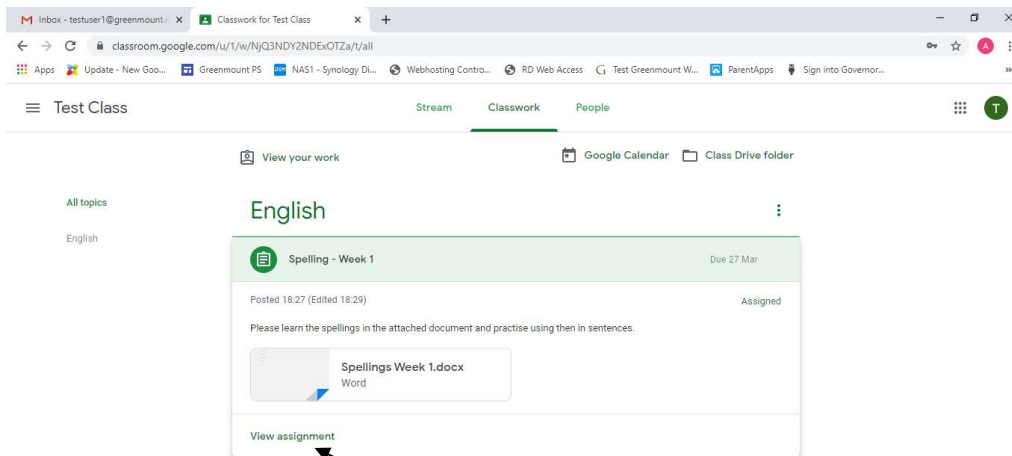 Inbox - testuser1@greenmount. Classwork for Test Class
classroom.google.com/u/1/w/NjQ3NDY2NDExOTZa/t/all A
Apps Update - New Goo... Greenmount PS NAS1 - Synology Di... Webhosting Contro... RD Web Access Test Greenmount W... ParentApps Sign into Governor...
Test Class Stream Classwork People T
View your work Google Calendar Class Drive folder
All topics
English
English
Spelling - Week 1 Due 27 Mar
Posted 18:27 (Edited 18:29) Assigned
Please learn the spellings in the attached document and practise using then in sentences.
Spellings Week 1.docx
Word
View assignment